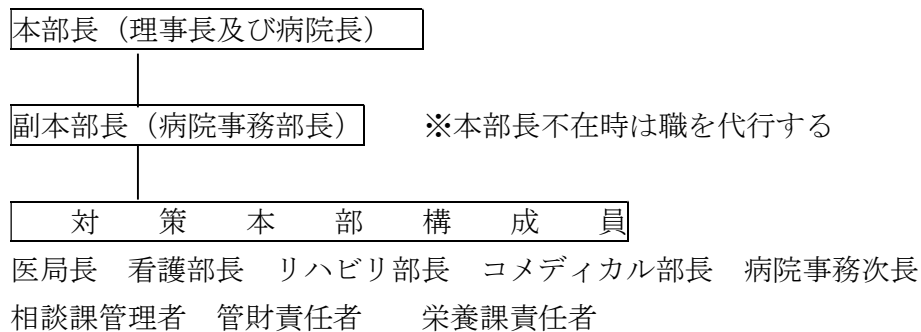 本部長（理事長及び病院長）
副本部長（病院事務部長）　　※本部長不在時は職を代行する
対　策　本　部　構　成　員
医局長　看護部長　リハビリ部長　コメディカル部長　病院事務次長
相談課管理者　管財責任者　　栄養課責任者